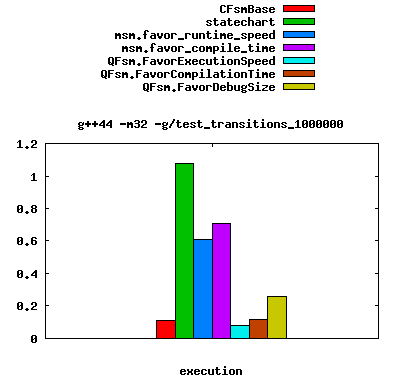 CFsmBase
statechart
msm.favor_runtime_speed
msm.favor_compile_time
QFsm.FavorExecutionSpeed
QFsm.FavorCompilationTime
QFsm.FavorDebugSize
g++44 -m32 -g/test_transitions_1000000
1.2
1
0.8
0.6
0.4
0.2
0
execution